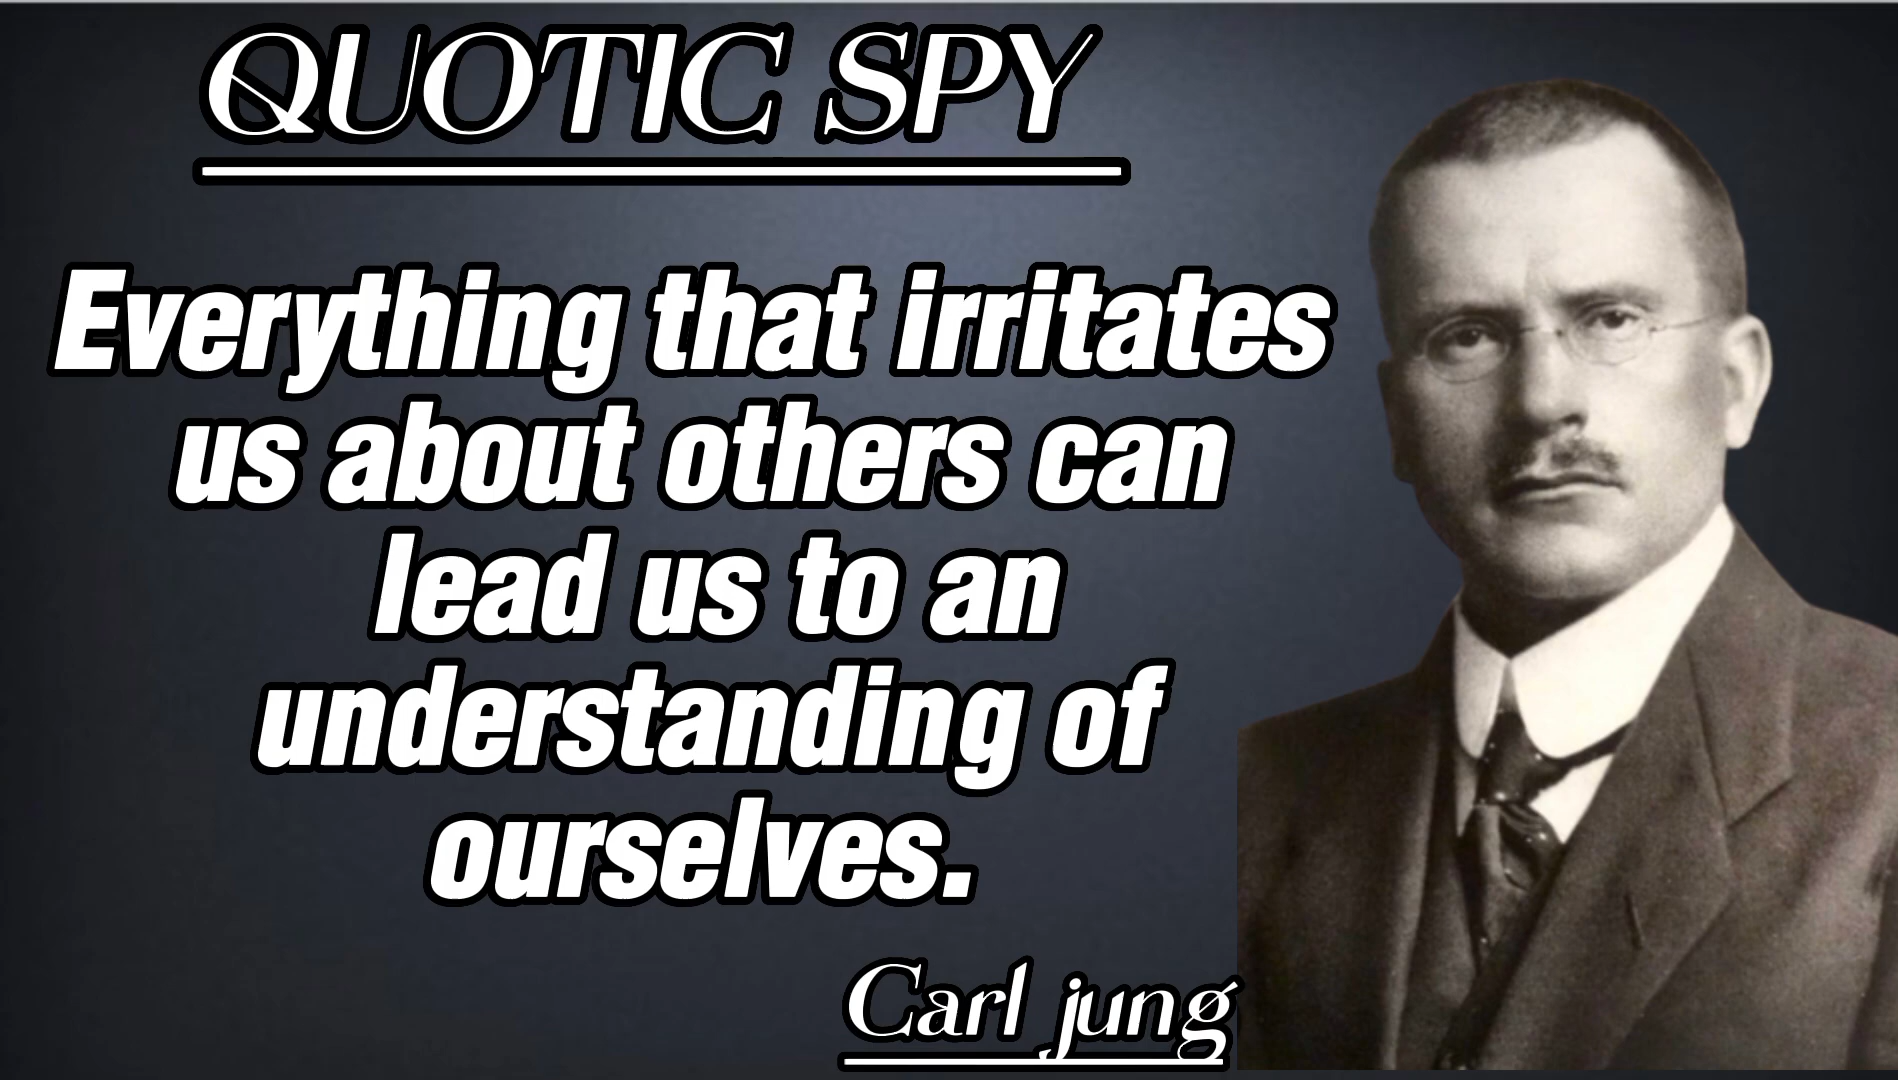 QUOTIC SPY
Everything that irritates
us about others can
lead us to an
understanding of
ourselves.
Carl jung